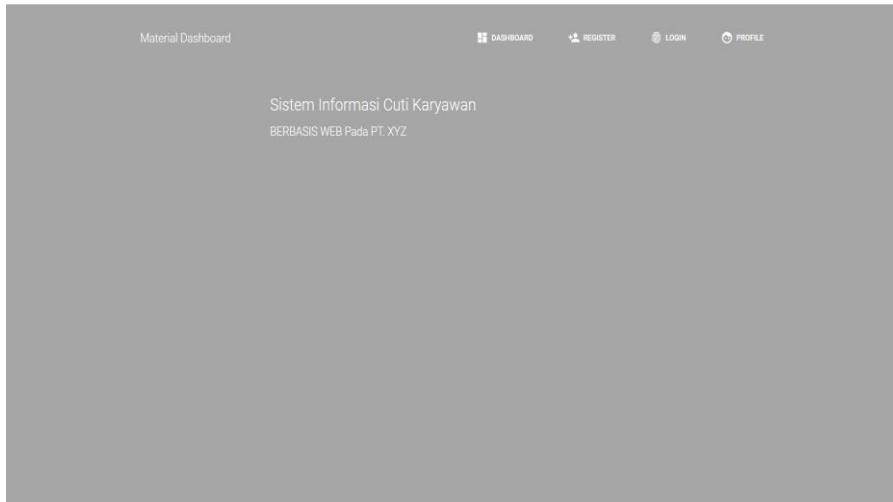 Material Dashboard DASHBOARD REGISTER LOGIN PROFILE
Sistem Informasi Cuti Karyawan
BERBASIS WEB Pada PT. XYZ